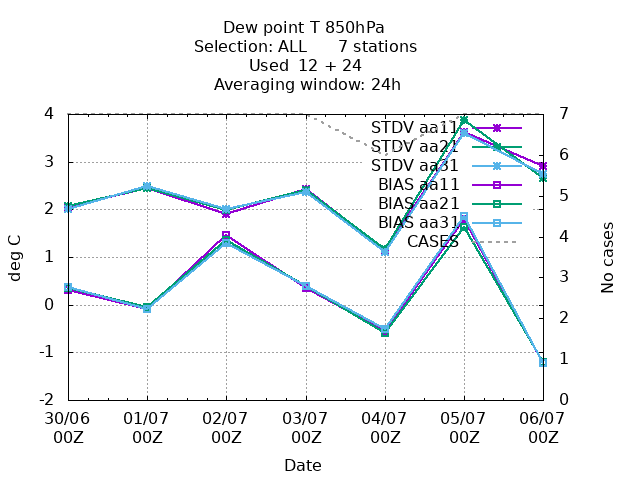 Dew point T 850hPa
Selection: ALL      7 stations
Used  12 + 24
Averaging window: 24h
STDV aa11
STDV aa21
STDV aa31
BIAS aa11
BIAS aa21
BIAS aa31
CASES
4
3
2
1
0
-1
-2
deg C
7
6
5
4
3
2
1
0
No cases
30/06 01/07 02/07 03/07 04/07 05/07 06/07
00Z 00Z 00Z 00Z 00Z 00Z 00Z
Date